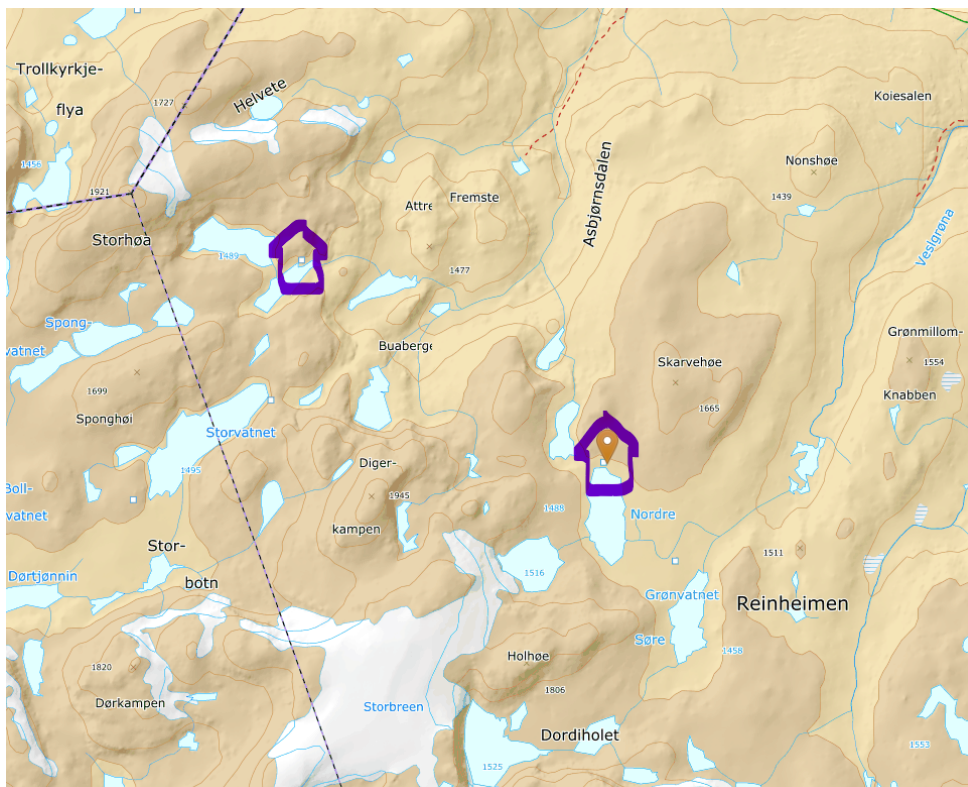 Trollkyrkje-
flya
1727
Helvete
Koiesalen
1456
1921
Nonshøe
Attre
Fremste
Asbjørnsdalen
1439
Storhøa
1489
1477
Veslgrøna
Spong-
vatnet
Buaberge
Grønmillom-
1554
Knabben
Skarvehøe
1699
Sponghøi
1665
Storvatnet
1495
Diger-
1945
kampen
Boll-
vatnet
1488
Nordre
Stor-
botn
1511
Dørtjønnin
1516
Grønvatnet
Reinheimen
Søre
1458
Holhøe
1820
1806
Dørkampen
Storbreen
Dordiholet
1553
1525